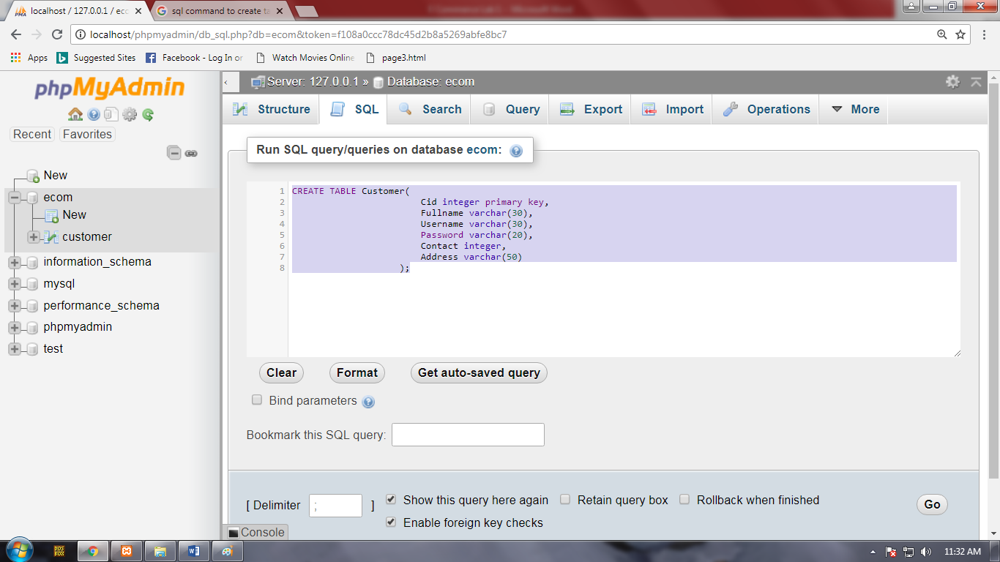 localhost / 127.0.0.1 / eco
sql command to create ta
localhost/phpmyadmin/db_sql.php?db=ecom&token=f108a0ccc78dc45d2b8a5269abfe8bc7
Apps Suggested Sites Facebook - Log In or Watch Movies Online page3.html
phpMyAdmin
Recent Favorites
New
ecom
New
customer
information_schema
mysql
performance_schema
phpmyadmin
test
Server: 127.0.0.1 » Database: ecom
Structure SQL Search Query Export Import Operations More
Run SQL query/queries on database ecom:
1 CREATE TABLE Customer(
2 Cid integer primary key,
3 Fullname varchar(30),
4 Username varchar(30),
5 Password varchar(20),
6 Contact integer,
7 Address varchar(50)
8 );
Clear Format Get auto-saved query
Bind parameters
Bookmark this SQL query:
[ Delimiter ; ] Show this query here again Retain query box Rollback when finished Go
Enable foreign key checks
Console
11:32 AM